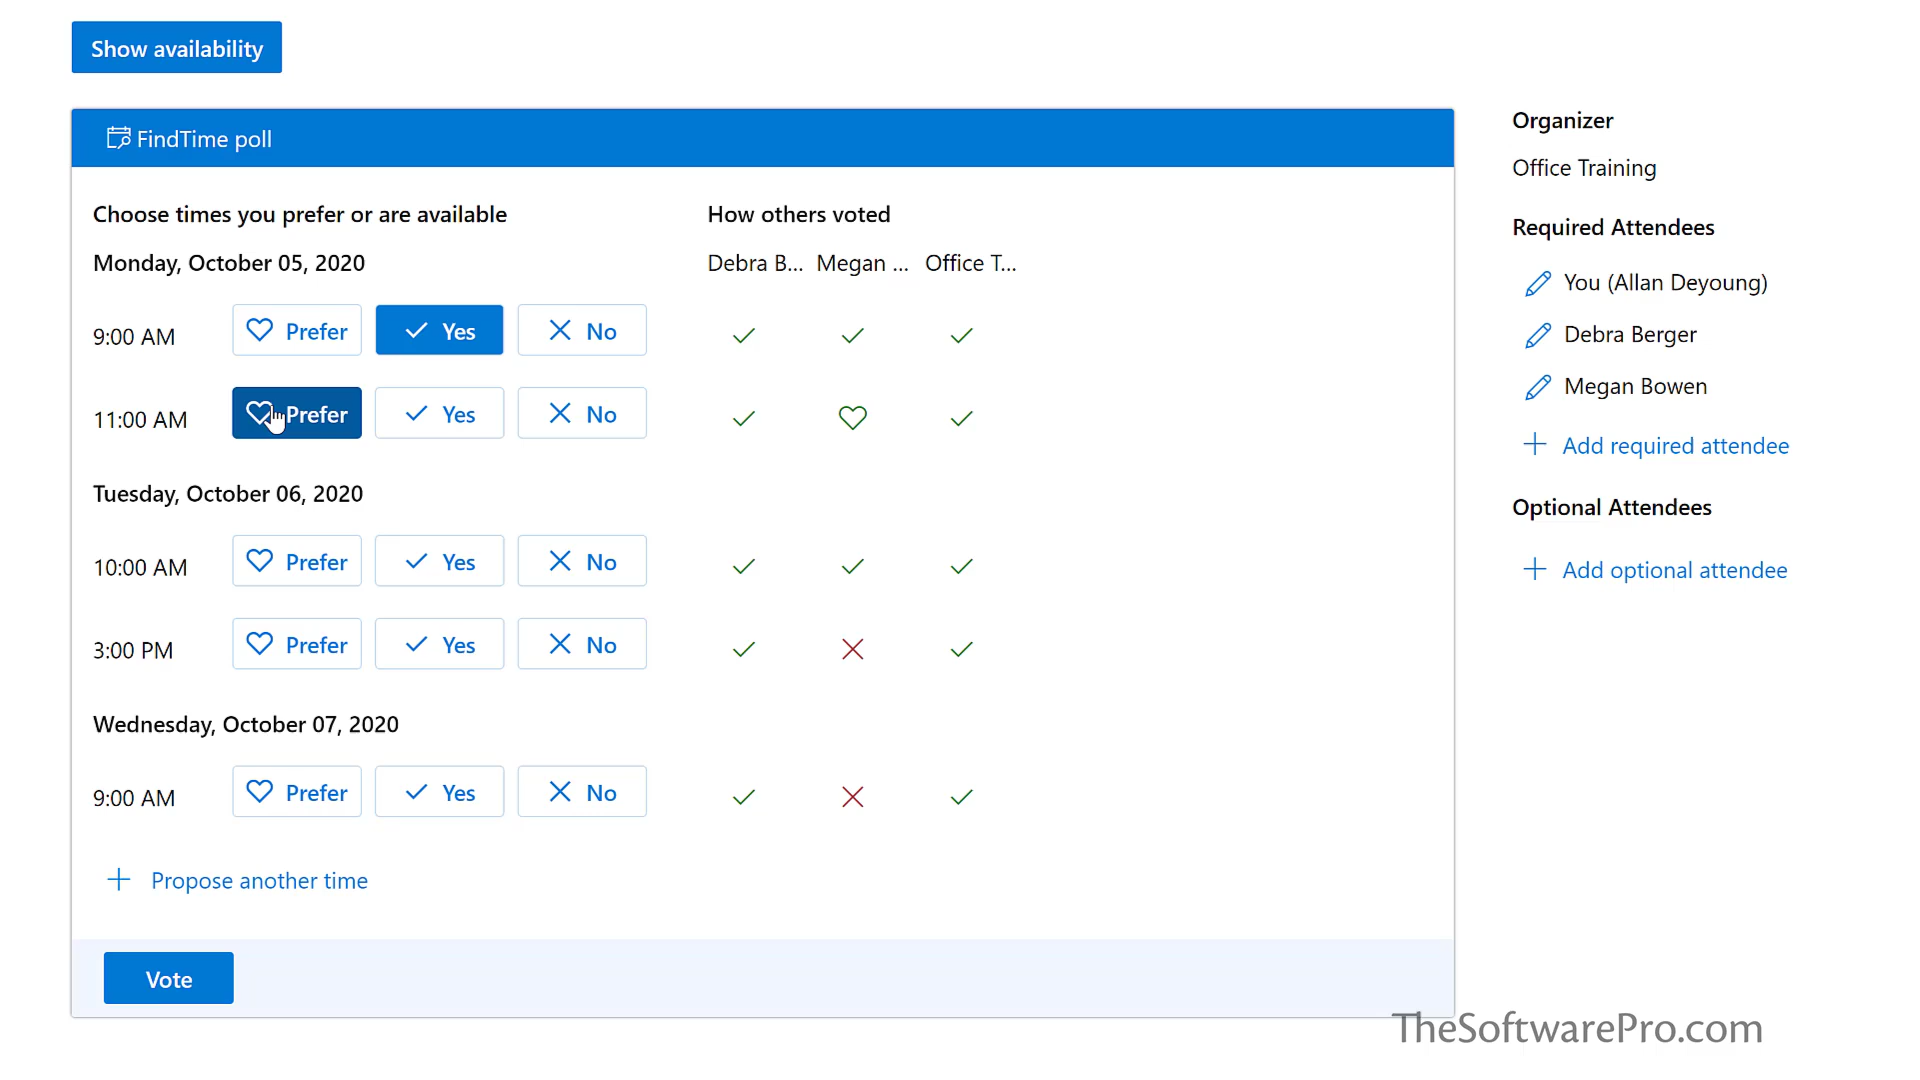 Show availability
FindTime poll
Choose times you prefer or are available
How others voted
Monday, October 05, 2020
Debra B... Megan ... Office T...
9:00 AM Prefer Yes No
11:00 AM Prefer Yes No
Tuesday, October 06, 2020
10:00 AM Prefer Yes No
3:00 PM Prefer Yes No
Wednesday, October 07, 2020
9:00 AM Prefer Yes No
Propose another time
Vote
Organizer
Office Training
Required Attendees
You (Allan Deyoung)
Debra Berger
Megan Bowen
Add required attendee
Optional Attendees
Add optional attendee
TheSoftwarePro.com